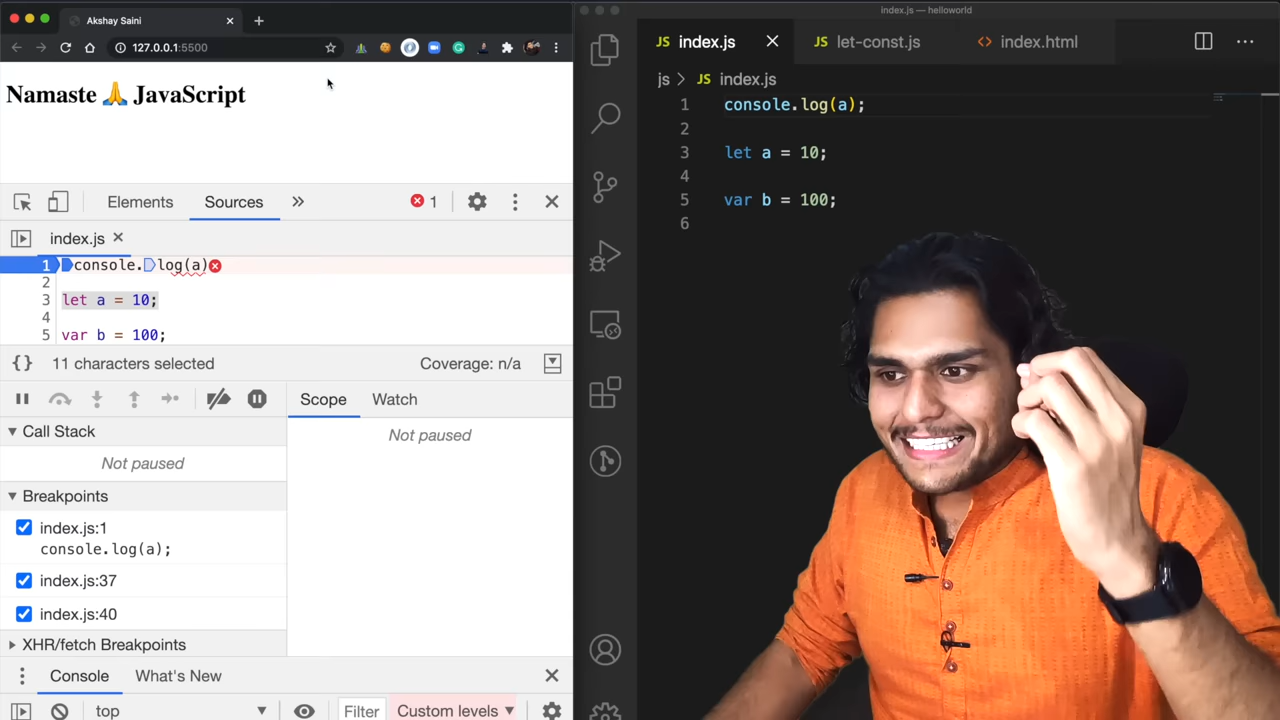 Akshay Saini
127.0.0.1:5500
Namaste 🙏 JavaScript
Elements Sources » 1
index.js
1 console.log(a)
2
3 let a = 10;
4
5 var b = 100;
{} 11 characters selected Coverage: n/a
Scope Watch
Call Stack
Not paused
Not paused
Breakpoints
index.js:1
console.log(a);
index.js:37
index.js:40
XHR/fetch Breakpoints
Console What's New
top Filter Custom levels
index.js — helloworld
JS index.js JS let-const.js <> index.html
js > JS index.js
1 console.log(a);
2
3 let a = 10;
4
5 var b = 100;
6